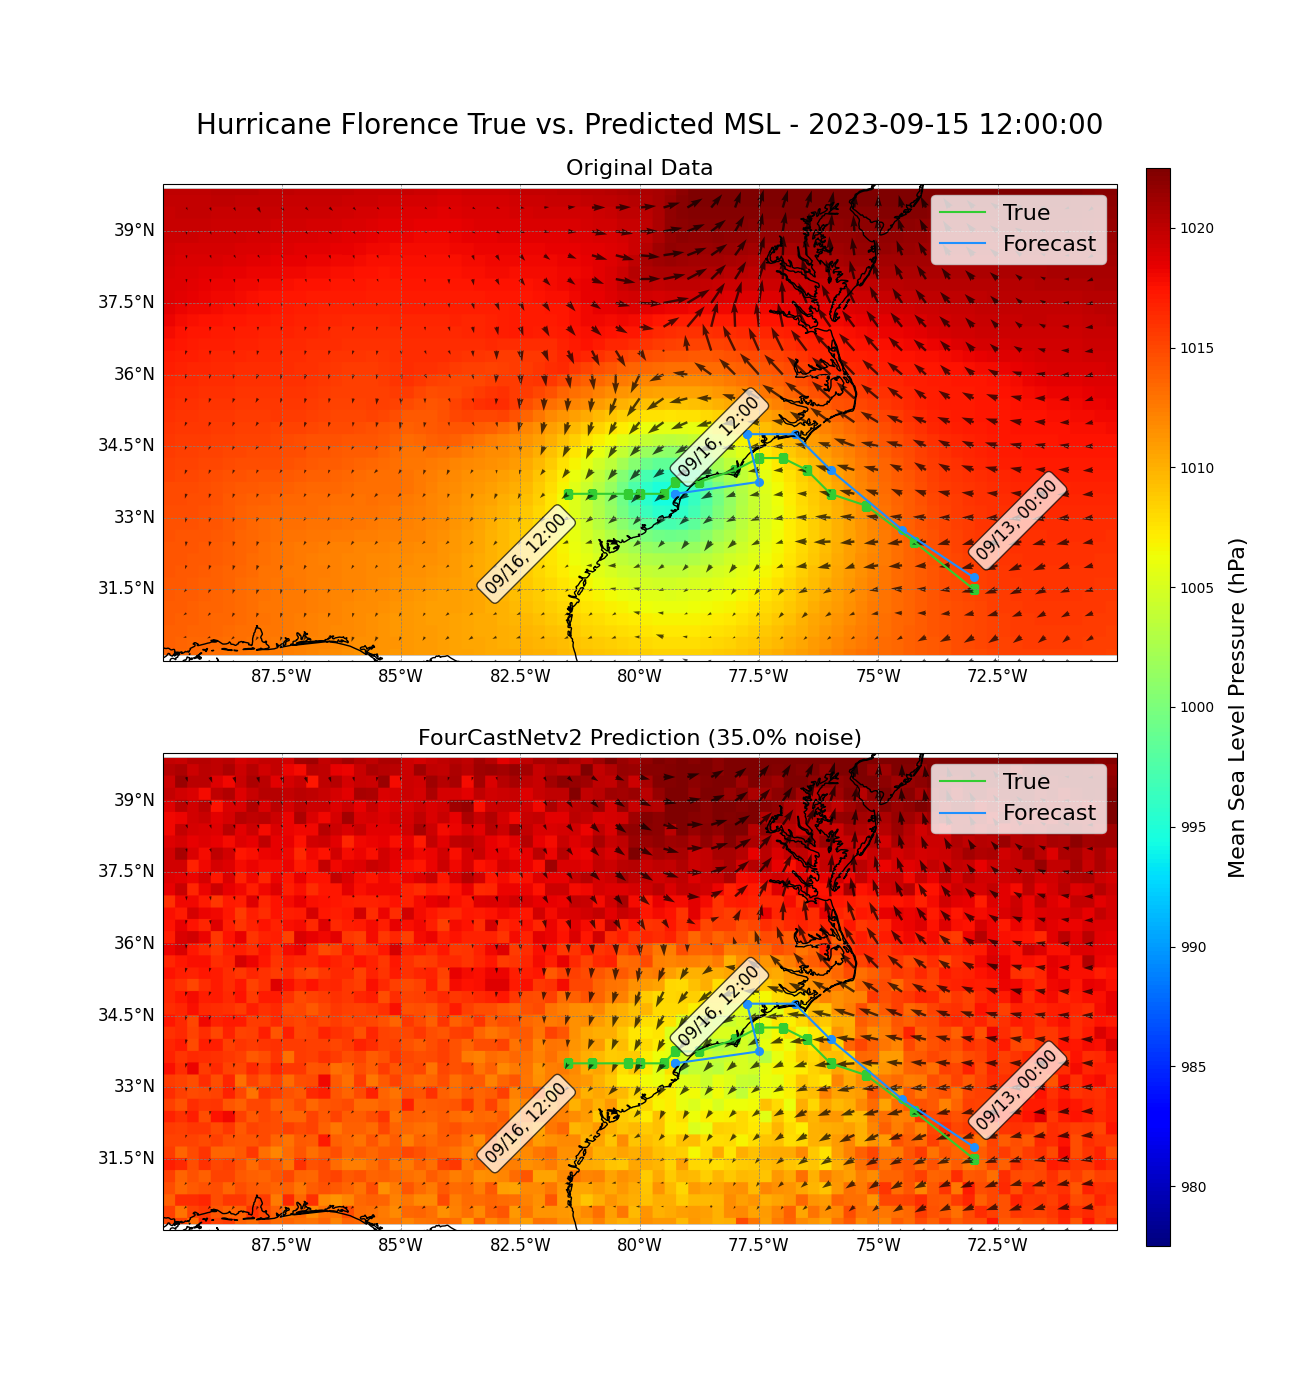 Hurricane Florence True vs. Predicted MSL - 2023-09-15 12:00:00
Original Data
True
Forecast
39°N
37.5°N
36°N
34.5°N
33°N
31.5°N
09/16, 12:00
09/16, 12:00
09/13, 00:00
87.5°W 85°W 82.5°W 80°W 77.5°W 75°W 72.5°W
FourCastNetv2 Prediction (35.0% noise)
True
Forecast
39°N
37.5°N
36°N
34.5°N
33°N
31.5°N
09/16, 12:00
09/16, 12:00
09/13, 00:00
87.5°W 85°W 82.5°W 80°W 77.5°W 75°W 72.5°W
1020
1015
1010
1005
1000
995
990
985
980
Mean Sea Level Pressure (hPa)